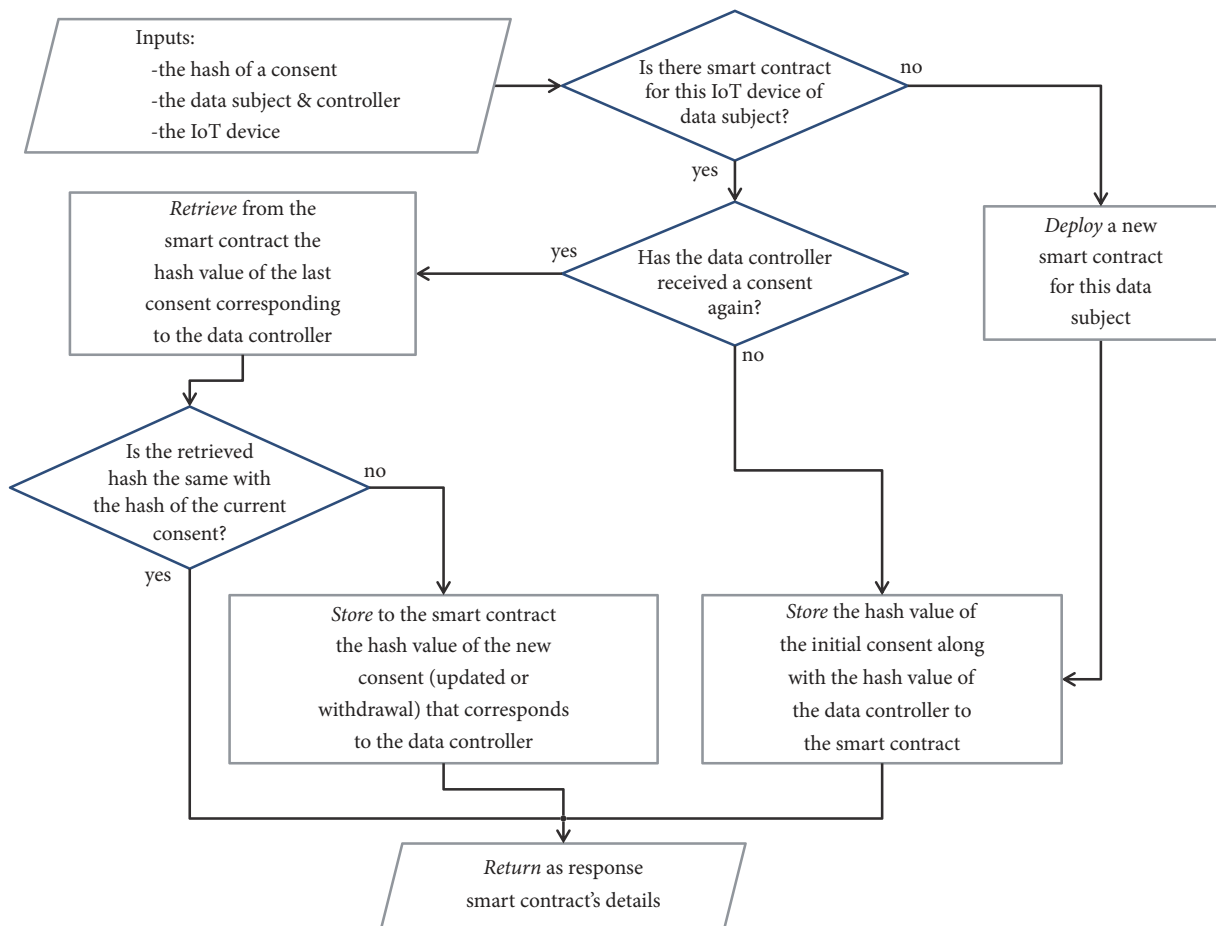 Inputs:
-the hash of a consent
-the data subject & controller
-the IoT device
Is there smart contract
for this IoT device of
data subject?
no
yes
Retrieve from the
smart contract the
hash value of the last
consent corresponding
to the data controller
yes
Has the data controller
received a consent
again?
no
Deploy a new
smart contract
for this data
subject
Is the retrieved
hash the same with
the hash of the current
consent?
no
yes
Store to the smart contract
the hash value of the new
consent (updated or
withdrawal) that corresponds
to the data controller
Store the hash value of
the initial consent along
with the hash value of
the data controller to
the smart contract
Return as response
smart contract's details